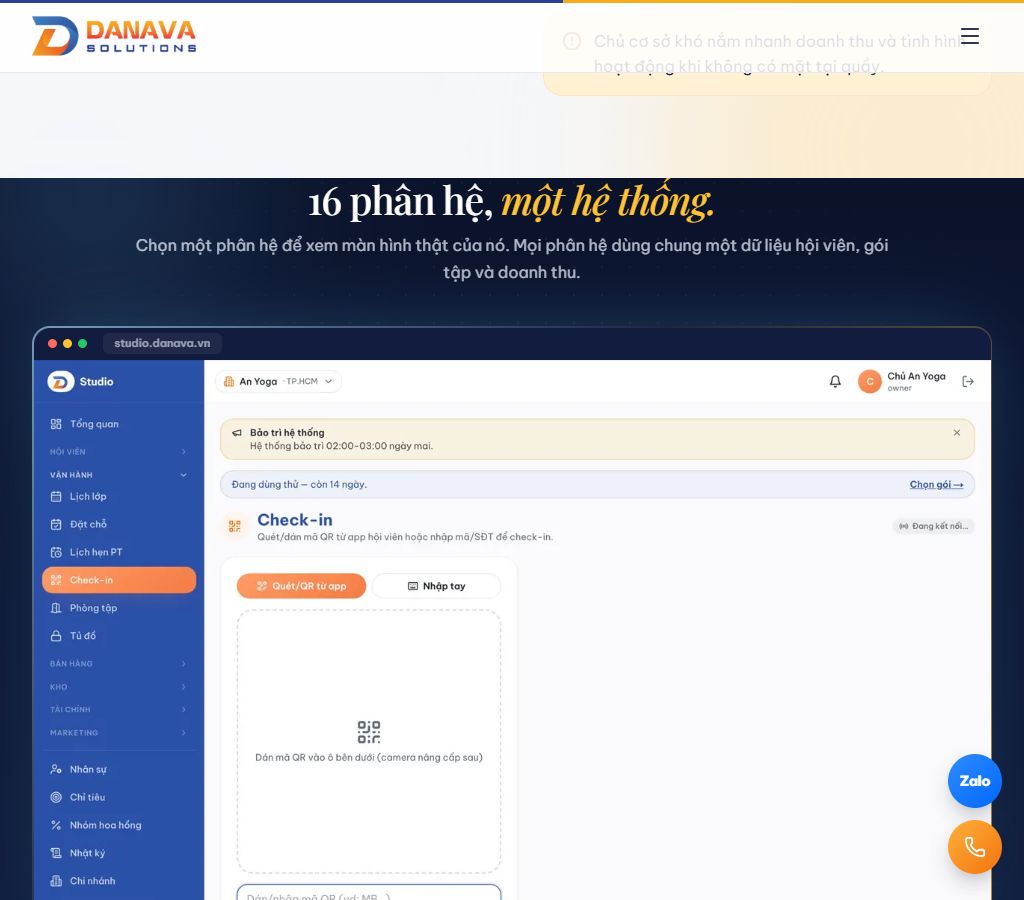 DANAVA
SOLUTIONS
Chủ cơ sở khó nắm nhanh doanh thu và tình hình
hoạt động khi không có mặt tại quầy.
16 phân hệ, một hệ thống.
Chọn một phân hệ để xem màn hình thật của nó. Mọi phân hệ dùng chung một dữ liệu hội viên, gói
tập và doanh thu.
studio.danava.vn
Studio
An Yoga · TP.HCM
C
Chủ An Yoga
owner
Tổng quan
HỘI VIÊN
VẬN HÀNH
Lịch lớp
Đặt chỗ
Lịch hẹn PT
Check-in
Phòng tập
Tủ đồ
BÁN HÀNG
KHO
TÀI CHÍNH
MARKETING
Nhân sự
Chỉ tiêu
Nhóm hoa hồng
Nhật ký
Chi nhánh
Bảo trì hệ thống
Hệ thống bảo trì 02:00–03:00 ngày mai.
Đang dùng thử — còn 14 ngày.
Chọn gói →
Check-in
Quét/dán mã QR từ app hội viên hoặc nhập mã/SĐT để check-in.
Đang kết nối…
Quét/QR từ app
Nhập tay
Dán mã QR vào ô bên dưới (camera nâng cấp sau)
Dán/nhập mã QR (vd: MB…)
Zalo